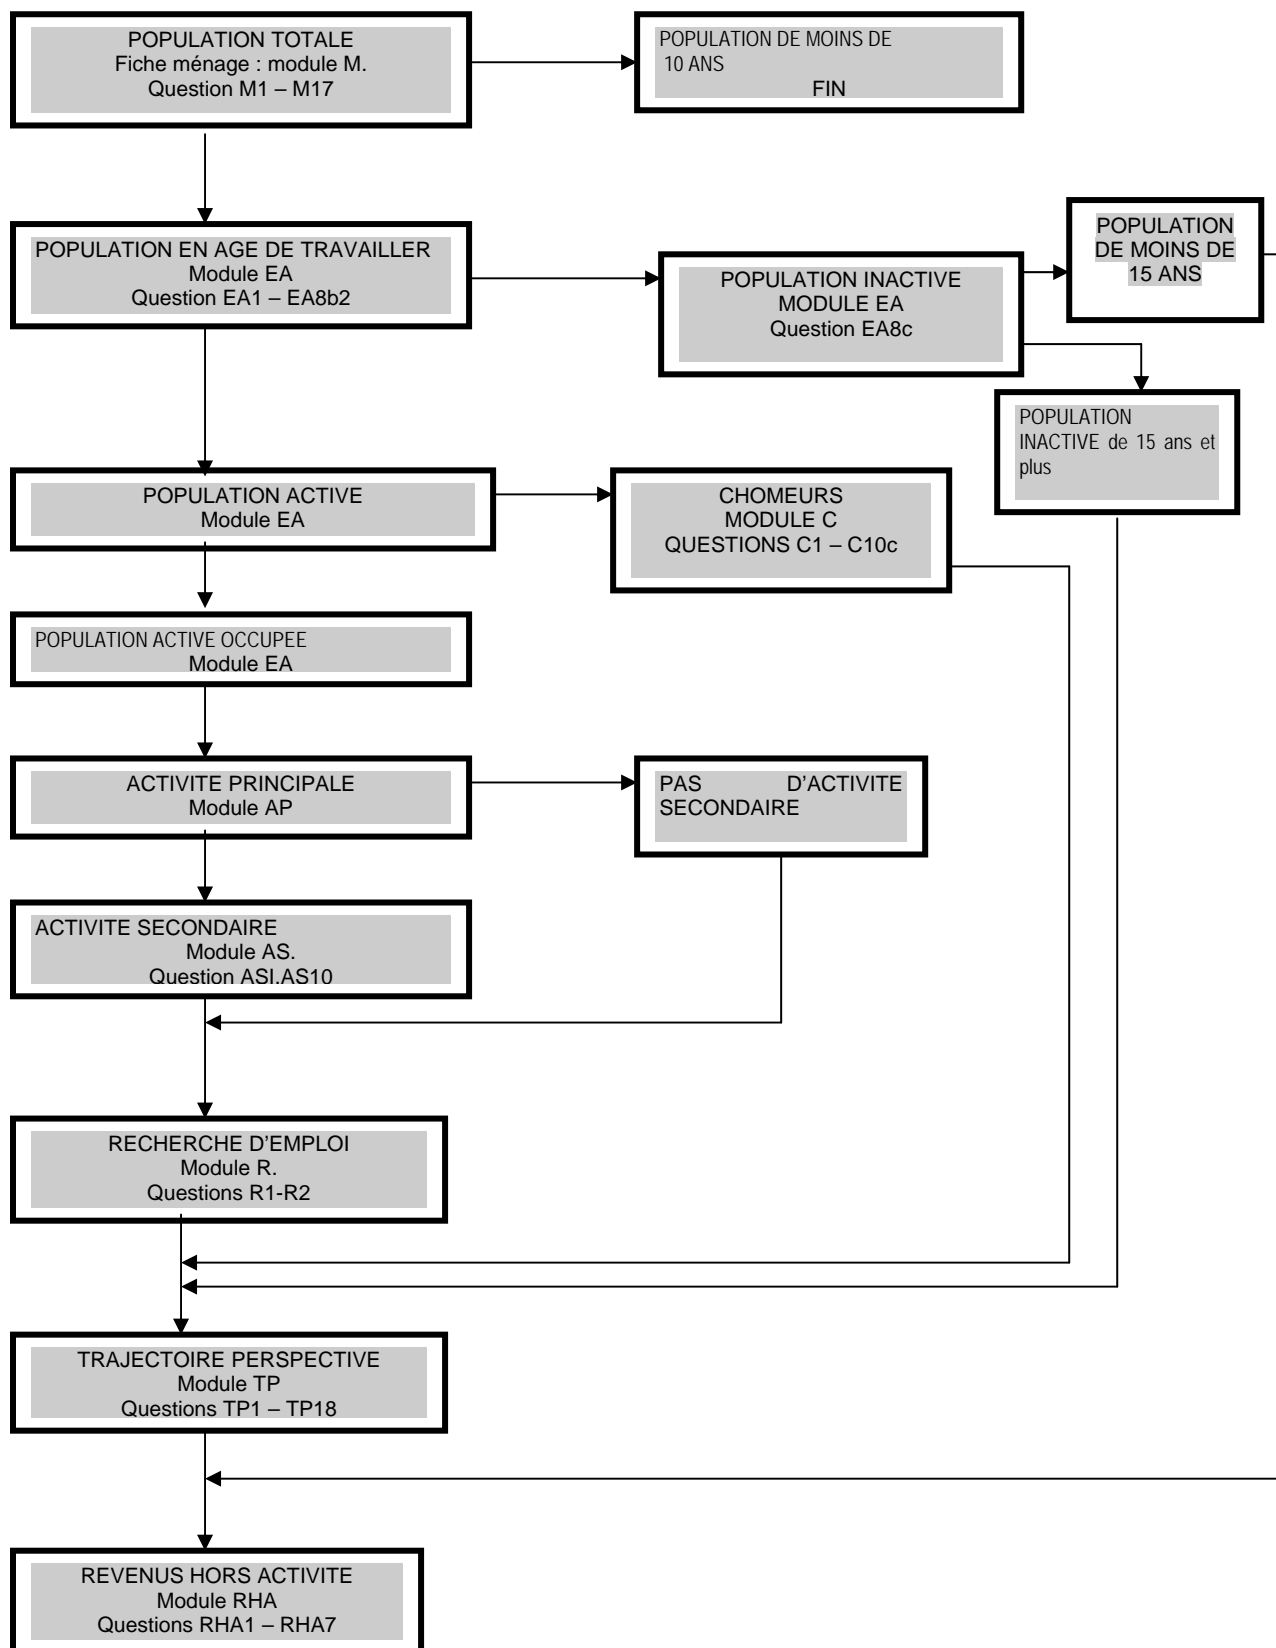 POPULATION TOTALE
Fiche ménage : module M.
Question M1 – M17
POPULATION DE MOINS DE
10 ANS
FIN
POPULATION EN AGE DE TRAVAILLER
Module EA
Question EA1 – EA8b2
POPULATION INACTIVE
MODULE EA
Question EA8c
POPULATION
DE MOINS DE
15 ANS
POPULATION
INACTIVE de 15 ans et
plus
POPULATION ACTIVE
Module EA
CHOMEURS
MODULE C
QUESTIONS C1 – C10c
POPULATION ACTIVE OCCUPEE
Module EA
ACTIVITE PRINCIPALE
Module AP
PAS D'ACTIVITE
SECONDAIRE
ACTIVITE SECONDAIRE
Module AS.
Question ASI.AS10
RECHERCHE D'EMPLOI
Module R.
Questions R1-R2
TRAJECTOIRE PERSPECTIVE
Module TP
Questions TP1 – TP18
REVENUS HORS ACTIVITE
Module RHA
Questions RHA1 – RHA7